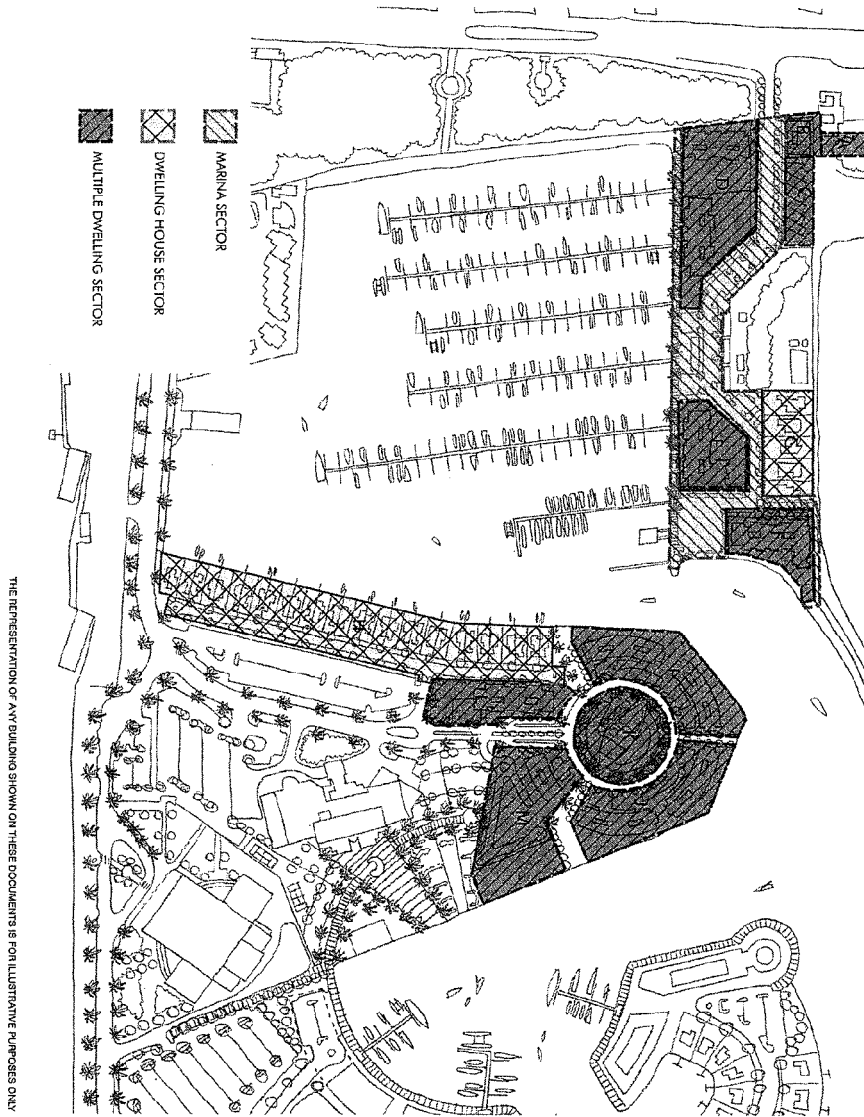 MARINA SECTOR
DWELLING HOUSE SECTOR
MULTIPLE DWELLING SECTOR
THE REPRESENTATION OF ANY BUILDING SHOWN ON THESE DOCUMENTS IS FOR ILLUSTRATIVE PURPOSES ONLY